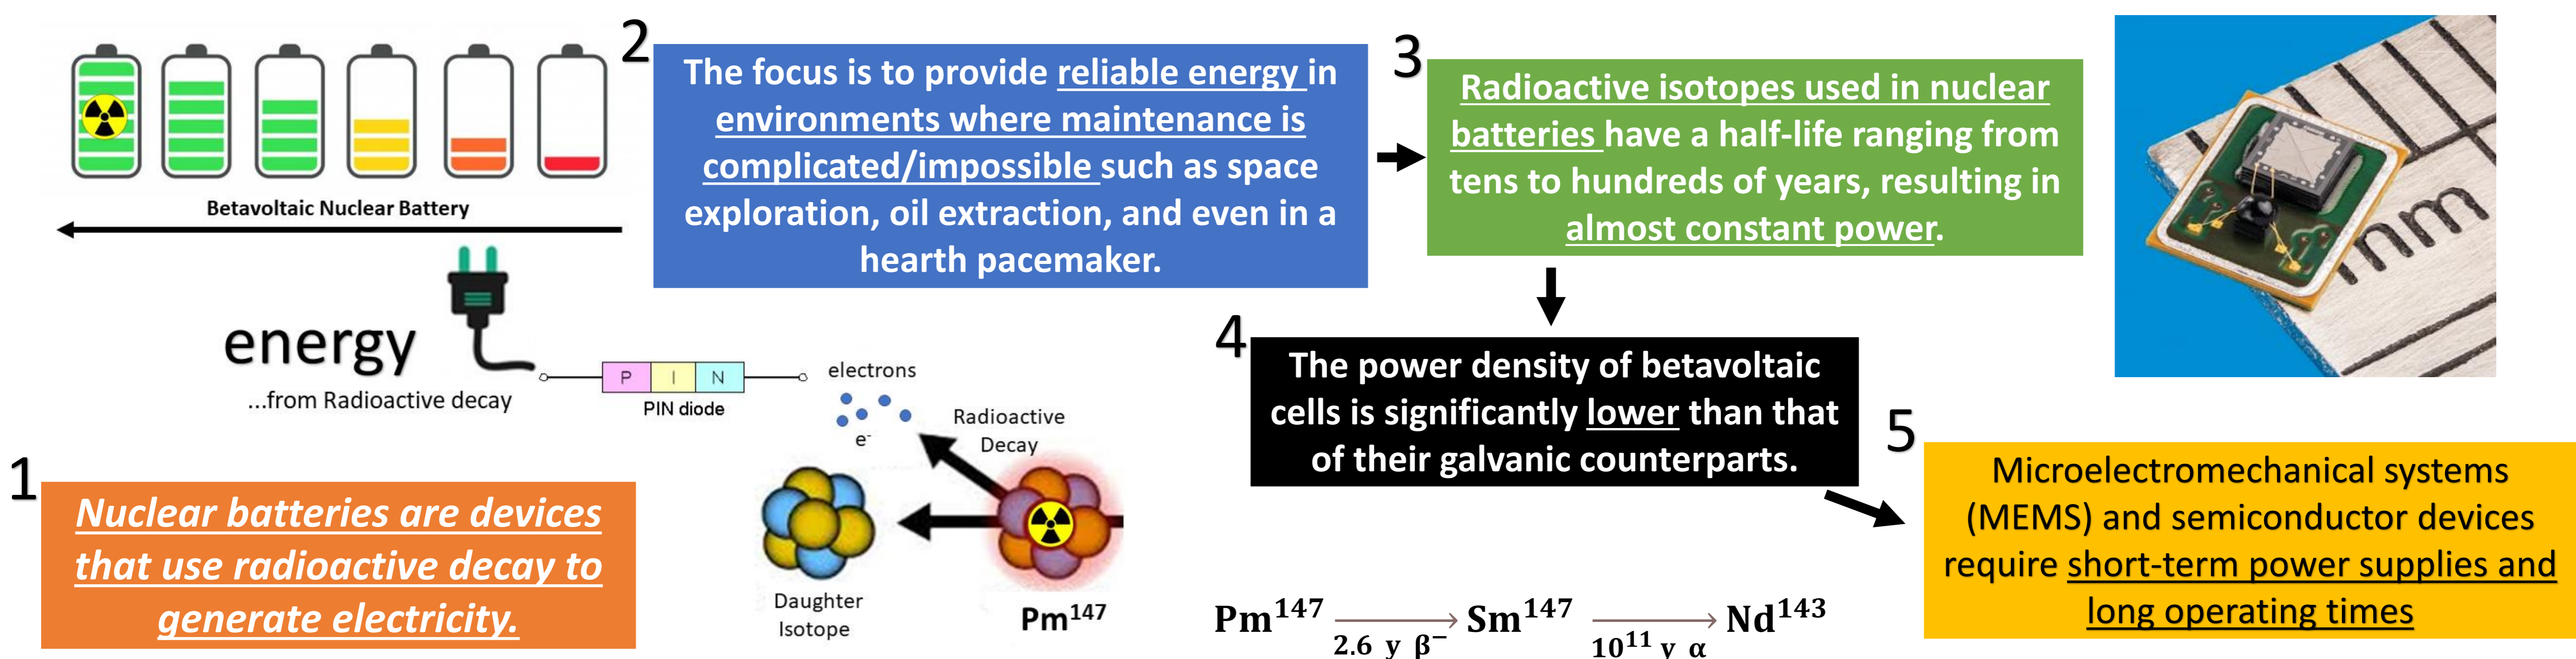 Betavoltaic Nuclear Battery
energy
...from Radioactive decay
P I N
PIN diode
electrons
e-
Radioactive
Decay
Daughter
Isotope
Pm¹⁴⁷
1
Nuclear batteries are devices
that use radioactive decay to
generate electricity.
2
The focus is to provide reliable energy in
environments where maintenance is
complicated/impossible such as space
exploration, oil extraction, and even in a
hearth pacemaker.
3
Radioactive isotopes used in nuclear
batteries have a half-life ranging from
tens to hundreds of years, resulting in
almost constant power.
4
The power density of betavoltaic
cells is significantly lower than that
of their galvanic counterparts.
5
Microelectromechanical systems
(MEMS) and semiconductor devices
require short-term power supplies and
long operating times
Pm¹⁴⁷ → Sm¹⁴⁷ → Nd¹⁴³
2.6 y β⁻ 10¹¹ y α
mm